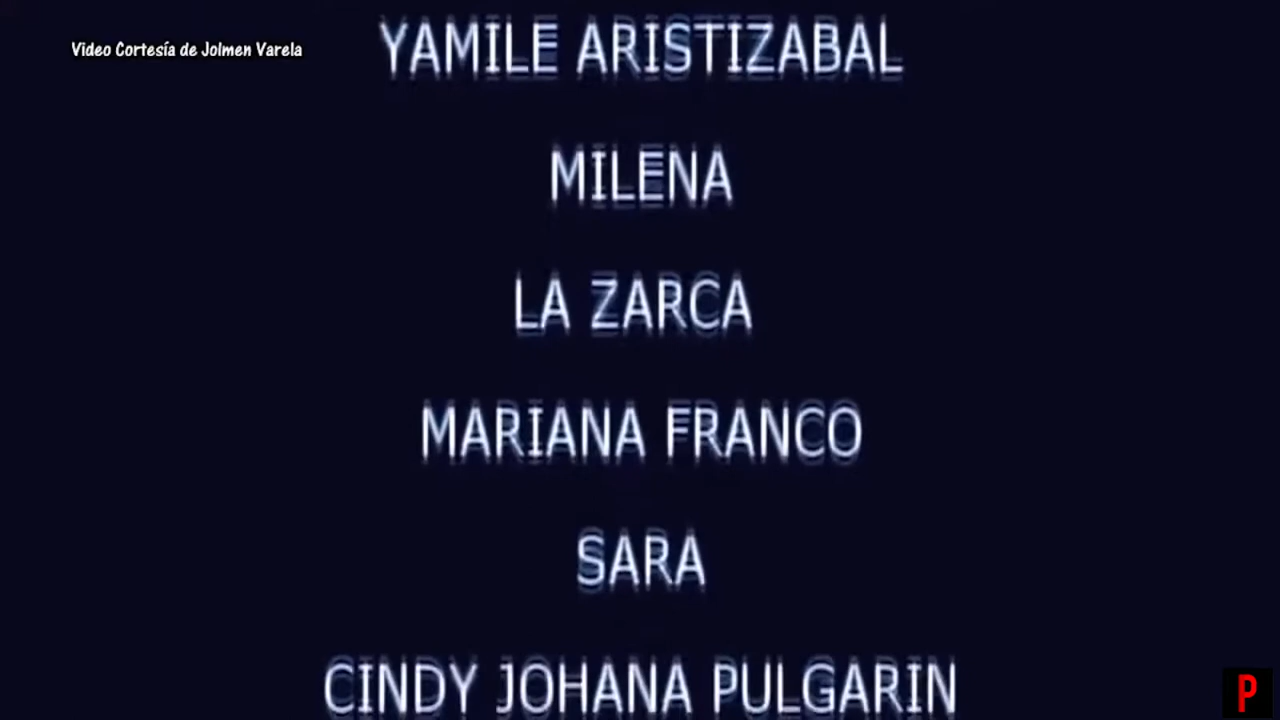 Video Cortesía de Jolmen Varela
YAMILE ARISTIZABAL
MILENA
LA ZARCA
MARIANA FRANCO
SARA
CINDY JOHANA PULGARIN
P